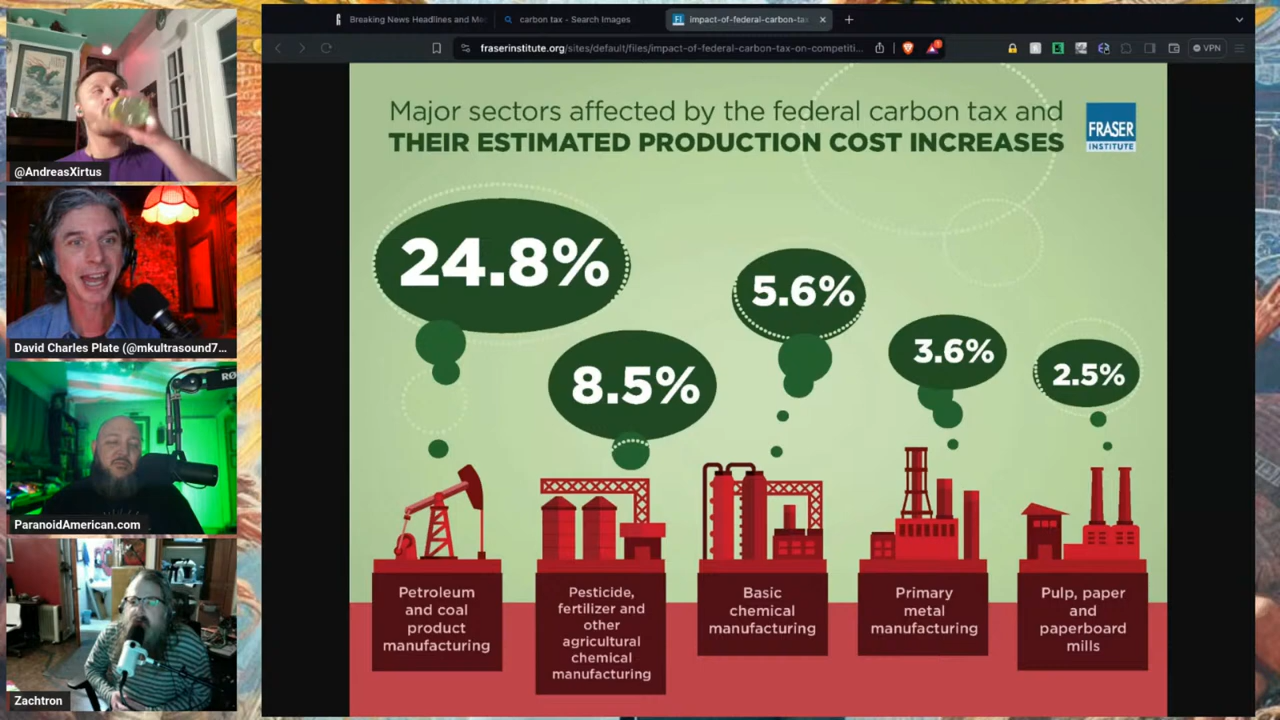 Breaking News Headlines and Me
carbon tax - Search Images
impact-of-federal-carbon-tax
fraserinstitute.org/sites/default/files/impact-of-federal-carbon-tax-on-competiti...
VPN
@AndreasXirtus
David Charles Plate (@mkultrasound7...
RØ
ParanoidAmerican.com
Zachtron
Major sectors affected by the federal carbon tax and
THEIR ESTIMATED PRODUCTION COST INCREASES
FRASER
INSTITUTE
24.8%
8.5%
5.6%
3.6%
2.5%
Petroleum
and coal
product
manufacturing
Pesticide,
fertilizer and
other
agricultural
chemical
manufacturing
Basic
chemical
manufacturing
Primary
metal
manufacturing
Pulp, paper
and
paperboard
mills